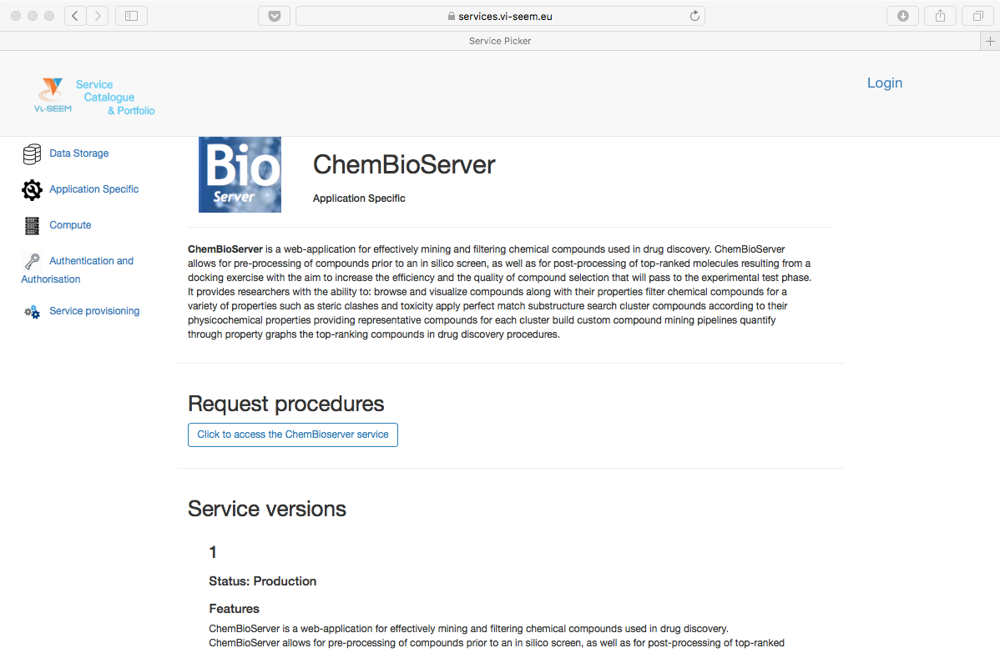 services.vi-seem.eu
Service Picker
Vι-SEEM
Service
Catalogue
& Portfolio
Login
Data Storage
Application Specific
Compute
Authentication and
Authorisation
Service provisioning
Bio
Server
ChemBioServer
Application Specific
ChemBioServer is a web-application for effectively mining and filtering chemical compounds used in drug discovery. ChemBioServer
allows for pre-processing of compounds prior to an in silico screen, as well as for post-processing of top-ranked molecules resulting from a
docking exercise with the aim to increase the efficiency and the quality of compound selection that will pass to the experimental test phase.
It provides researchers with the ability to: browse and visualize compounds along with their properties filter chemical compounds for a
variety of properties such as steric clashes and toxicity apply perfect match substructure search cluster compounds according to their
physicochemical properties providing representative compounds for each cluster build custom compound mining pipelines quantify
through property graphs the top-ranking compounds in drug discovery procedures.
Request procedures
Click to access the ChemBioserver service
Service versions
1
Status: Production
Features
ChemBioServer is a web-application for effectively mining and filtering chemical compounds used in drug discovery.
ChemBioServer allows for pre-processing of compounds prior to an in silico screen, as well as for post-processing of top-ranked